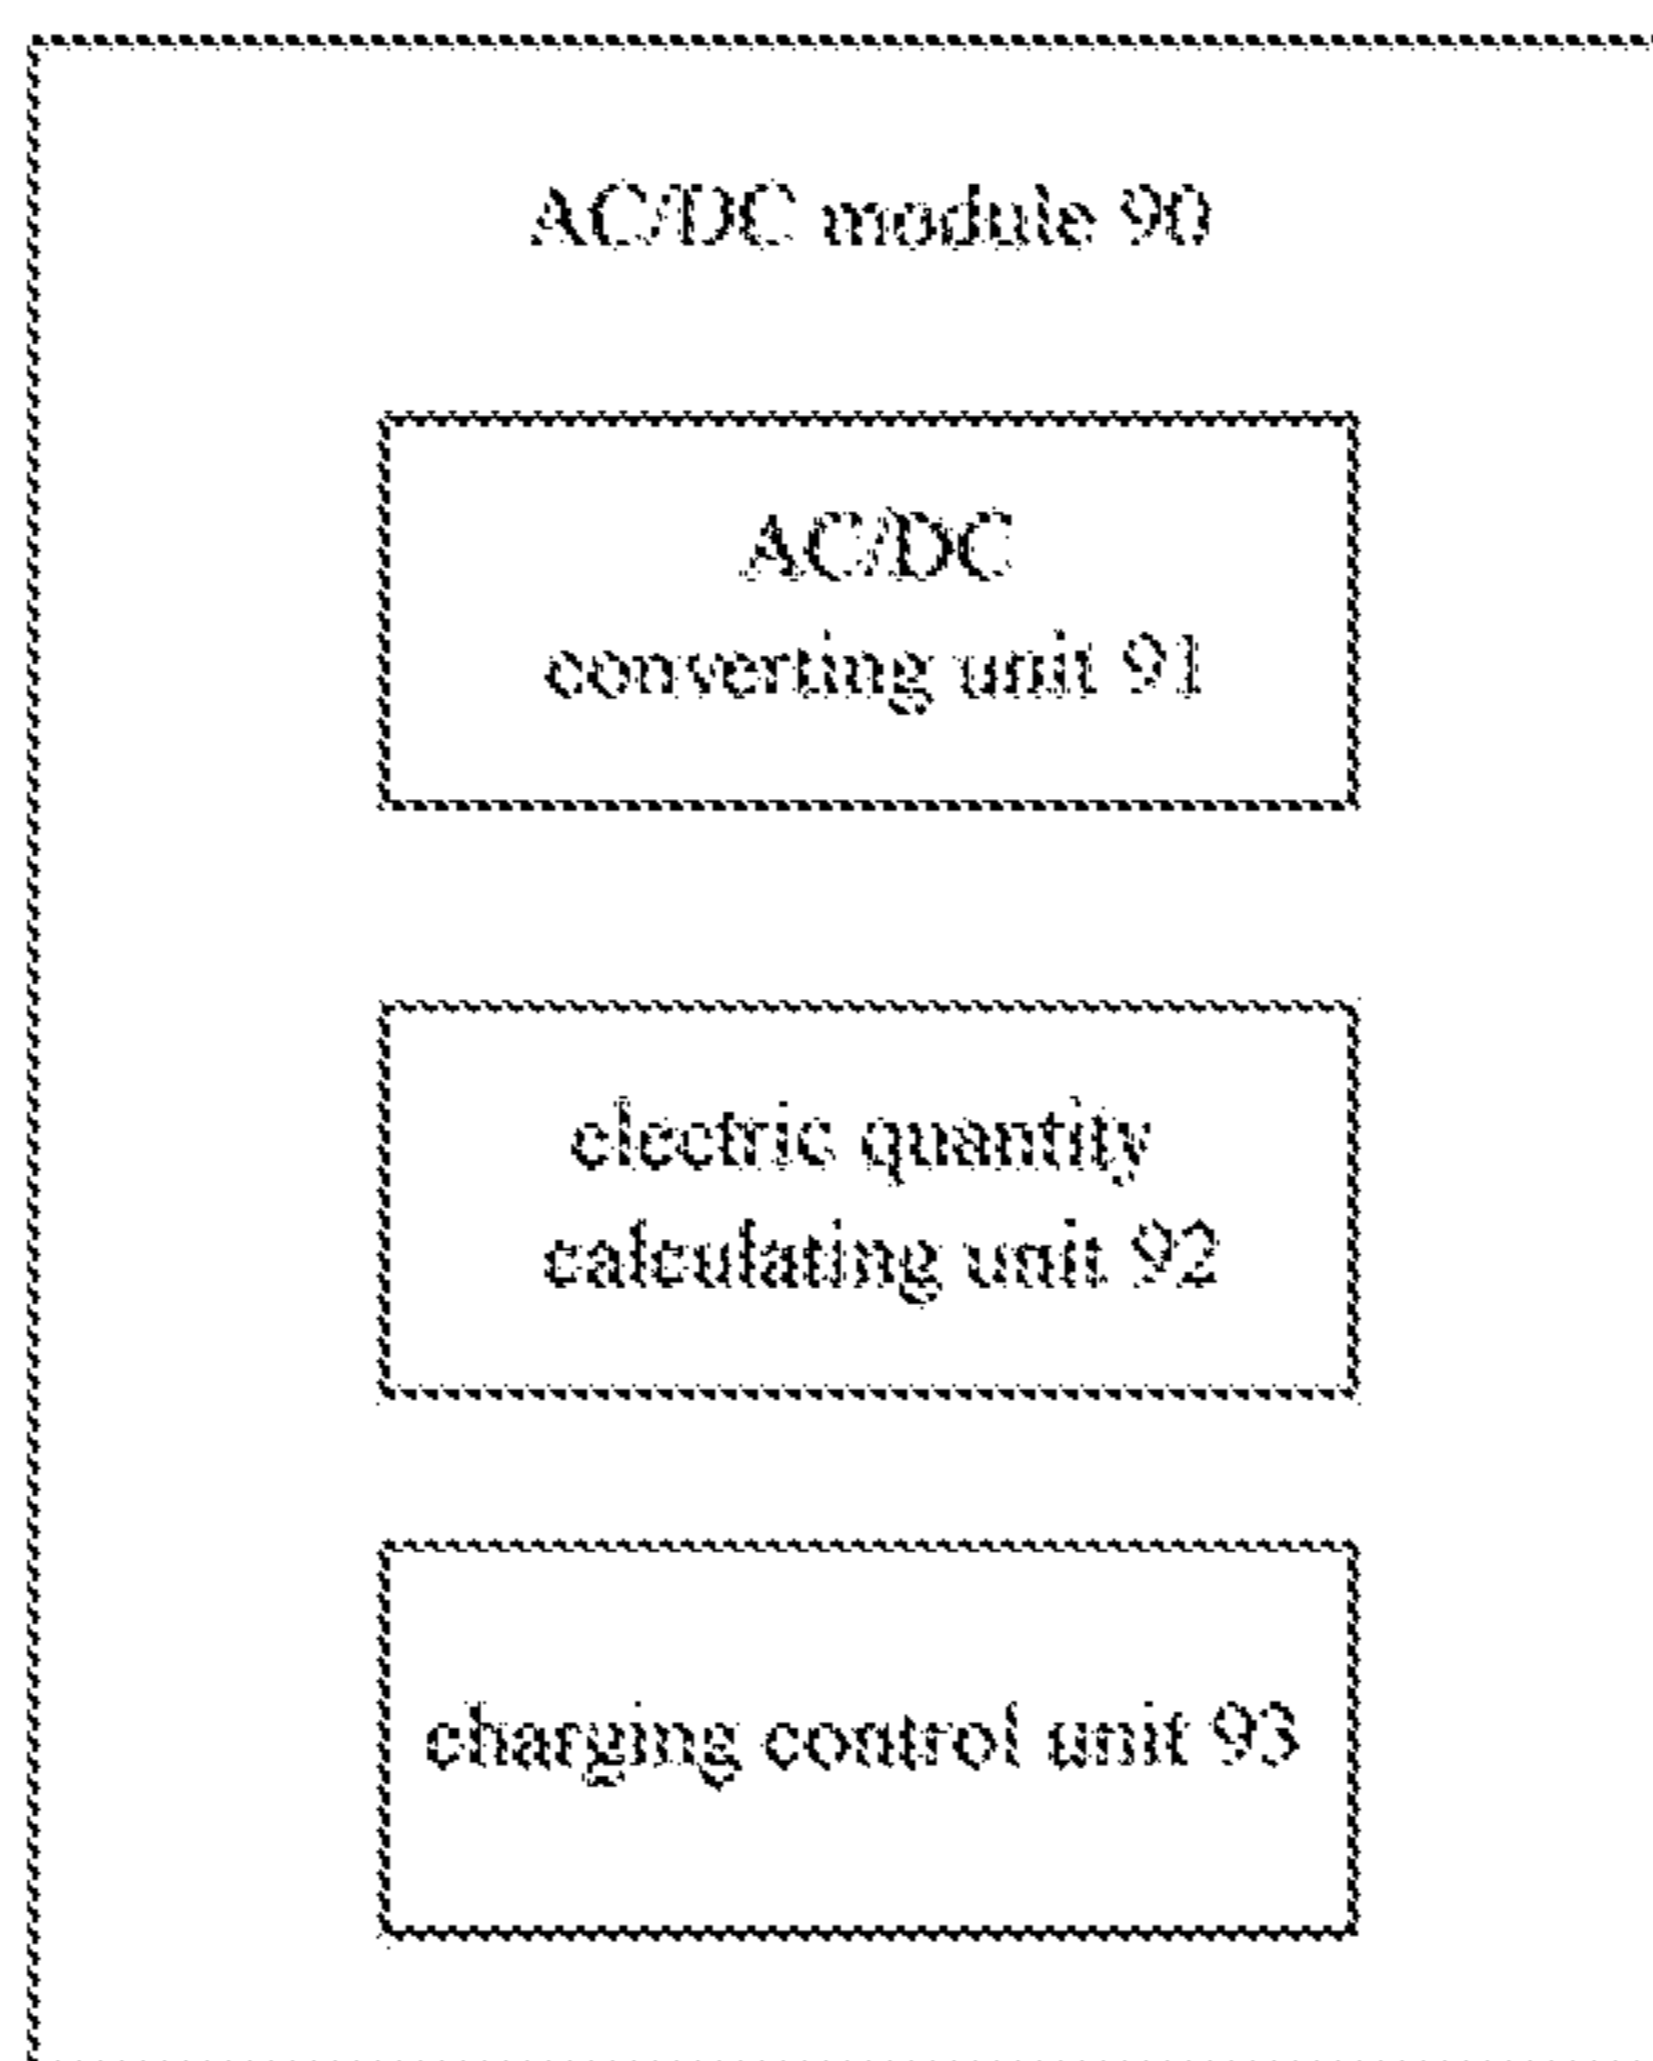 AC/DC module 90
AC/DC
converting unit 91
electric quantity
calculating unit 92
charging control unit 93